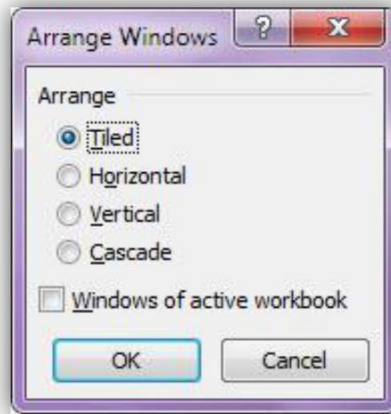 Arrange Windows ? X
Arrange
Tiled
Horizontal
Vertical
Cascade
Windows of active workbook
OK Cancel